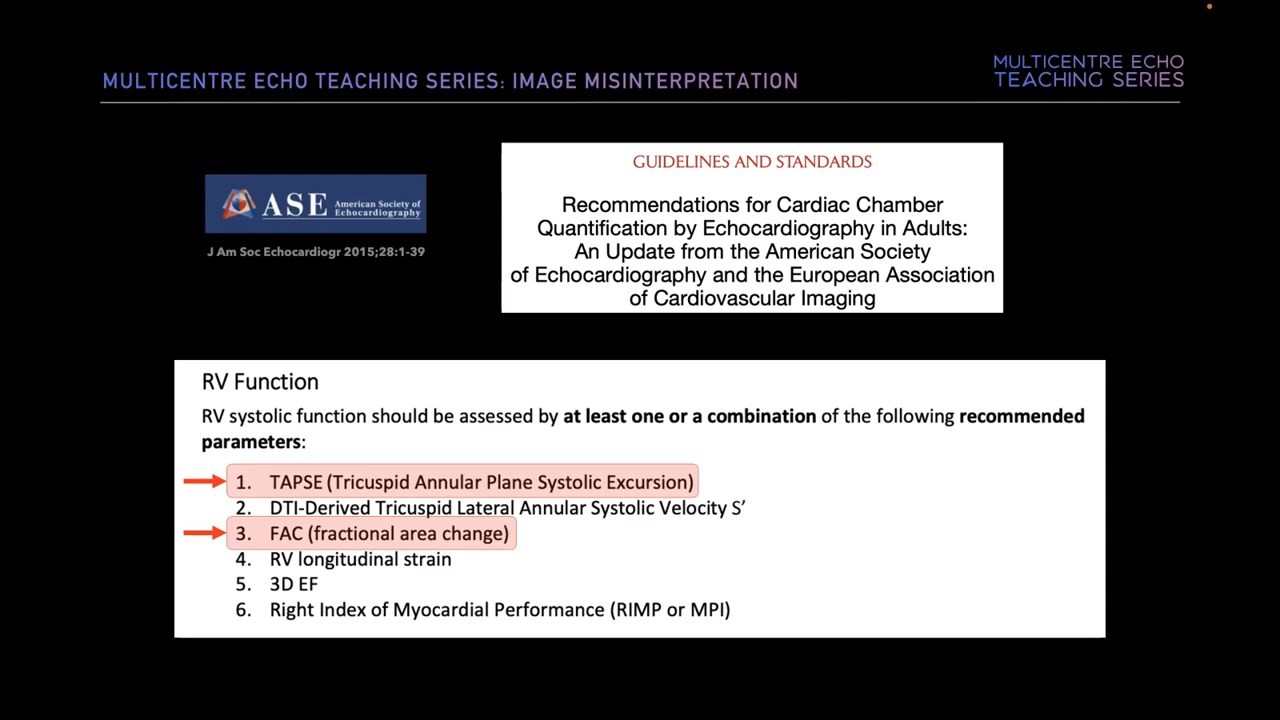 MULTICENTRE ECHO TEACHING SERIES: IMAGE MISINTERPRETATION
MULTICENTRE ECHO
TEACHING SERIES
ASE American Society of
Echocardiography
J Am Soc Echocardiogr 2015;28:1-39
GUIDELINES AND STANDARDS
Recommendations for Cardiac Chamber
Quantification by Echocardiography in Adults:
An Update from the American Society
of Echocardiography and the European Association
of Cardiovascular Imaging
RV Function
RV systolic function should be assessed by at least one or a combination of the following recommended
parameters:
1. TAPSE (Tricuspid Annular Plane Systolic Excursion)
2. DTI-Derived Tricuspid Lateral Annular Systolic Velocity S’
3. FAC (fractional area change)
4. RV longitudinal strain
5. 3D EF
6. Right Index of Myocardial Performance (RIMP or MPI)